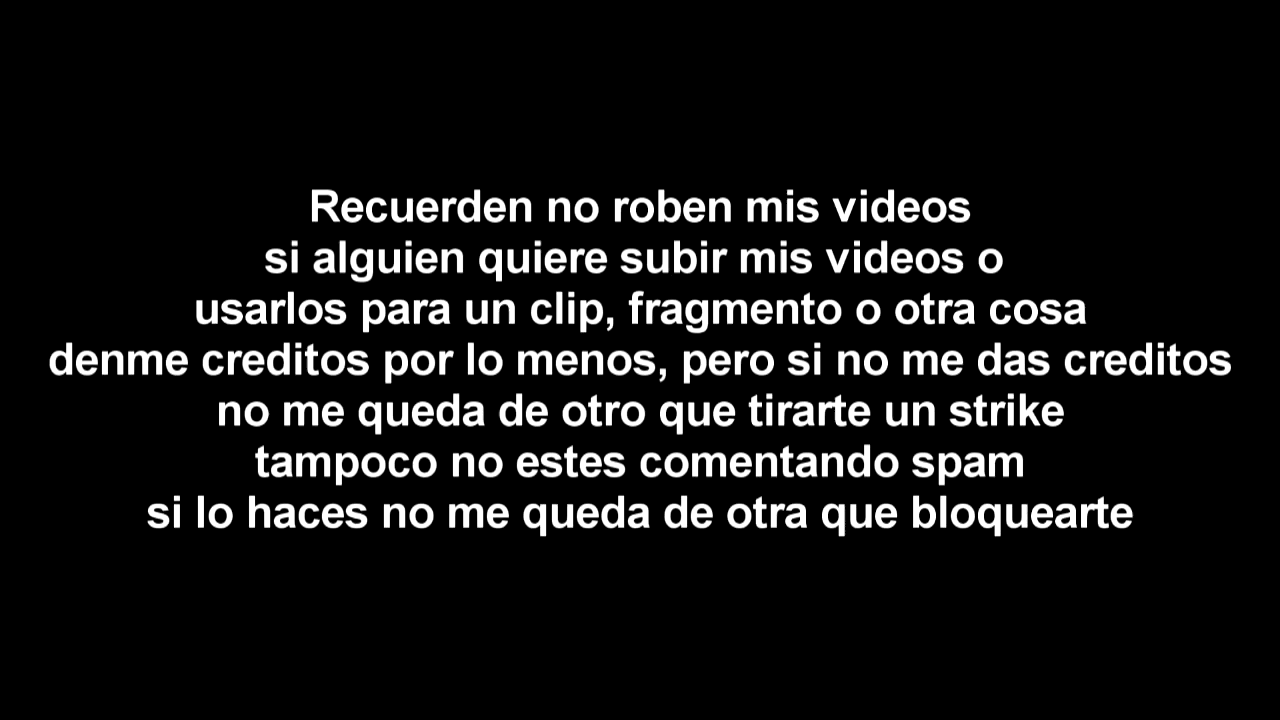 Recuerden no roben mis videos
si alguien quiere subir mis videos o
usarlos para un clip, fragmento o otra cosa
denme creditos por lo menos, pero si no me das creditos
no me queda de otro que tirarte un strike
tampoco no estes comentando spam
si lo haces no me queda de otra que bloquearte